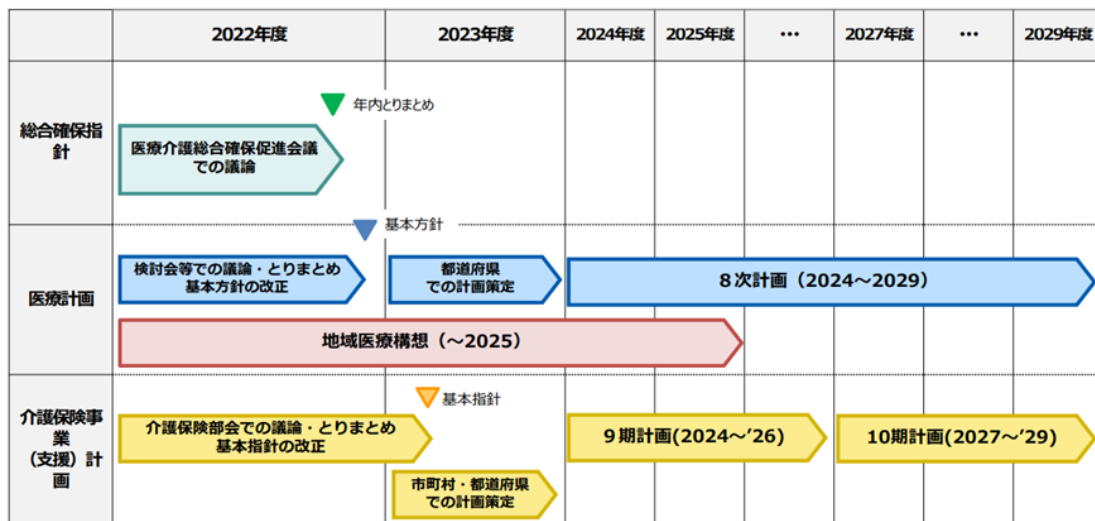 2022年度
2023年度
2024年度
2025年度
…
2027年度
…
2029年度
総合確保指
針
年内とりまとめ
医療介護総合確保促進会議
での議論
医療計画
基本方針
検討会等での議論・とりまとめ
基本方針の改正
都道府県
での計画策定
８次計画（2024～2029）
地域医療構想（～2025）
介護保険事
業
（支援）計
画
基本指針
介護保険部会での議論・とりまとめ
基本指針の改正
９期計画(2024～'26)
10期計画(2027～'29)
市町村・都道府県
での計画策定